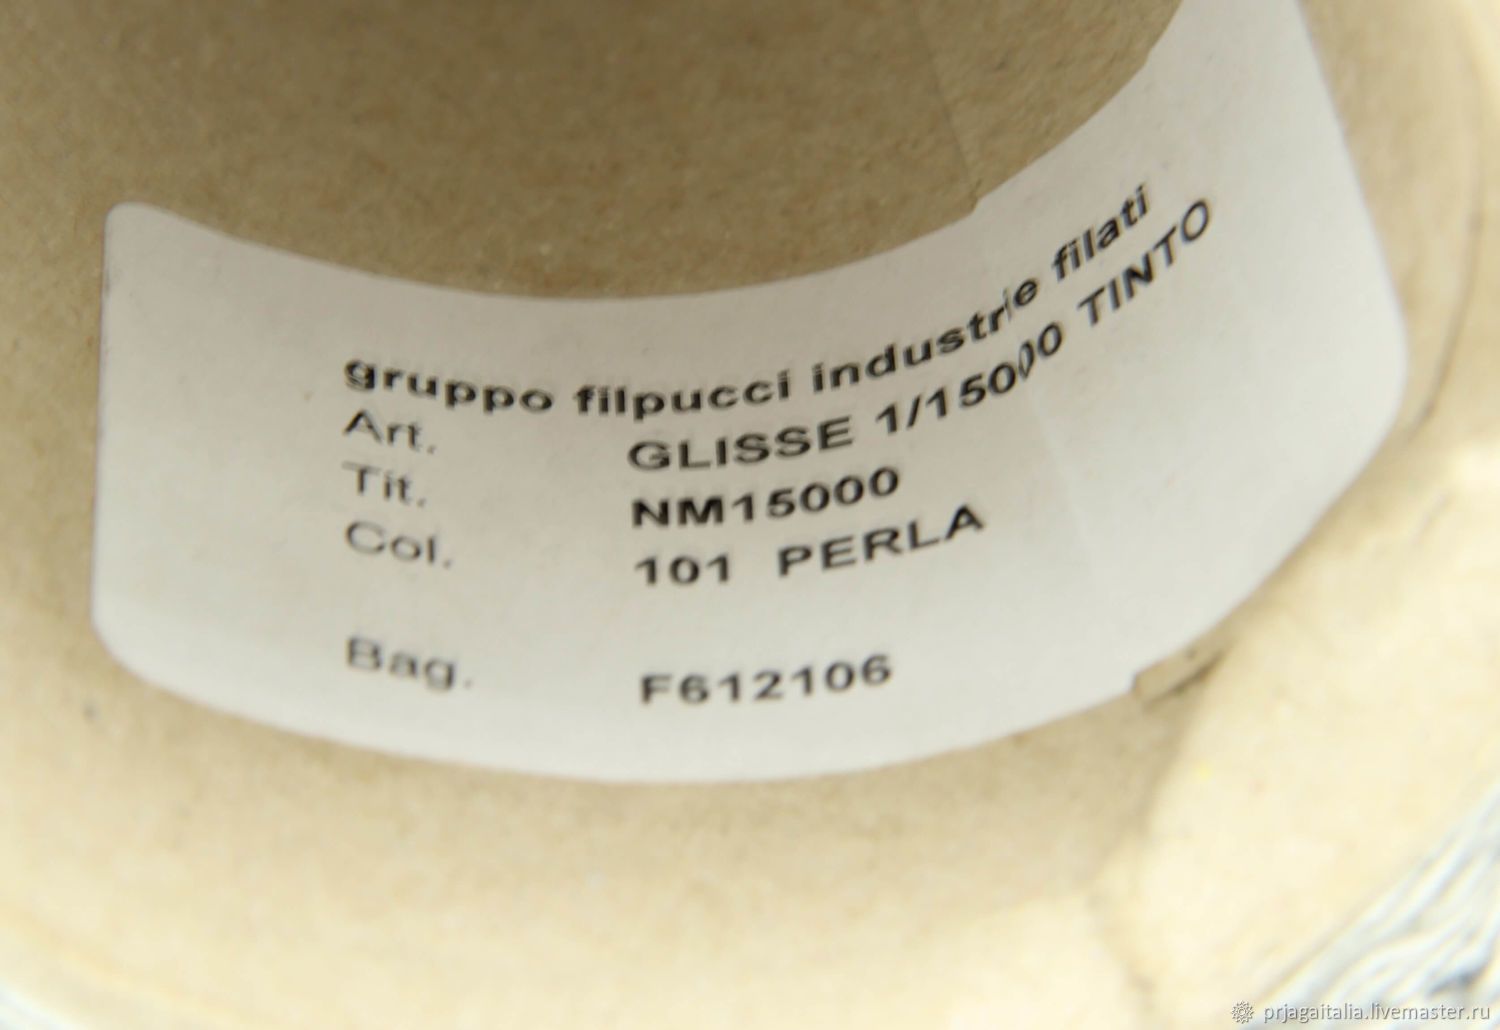 gruppo filpucci industrie filati
Art. GLISSE 1/15000 TINTO
Tit. NM15000
Col. 101 PERLA
Bag. F612106
prjagaitalia.livemaster.ru